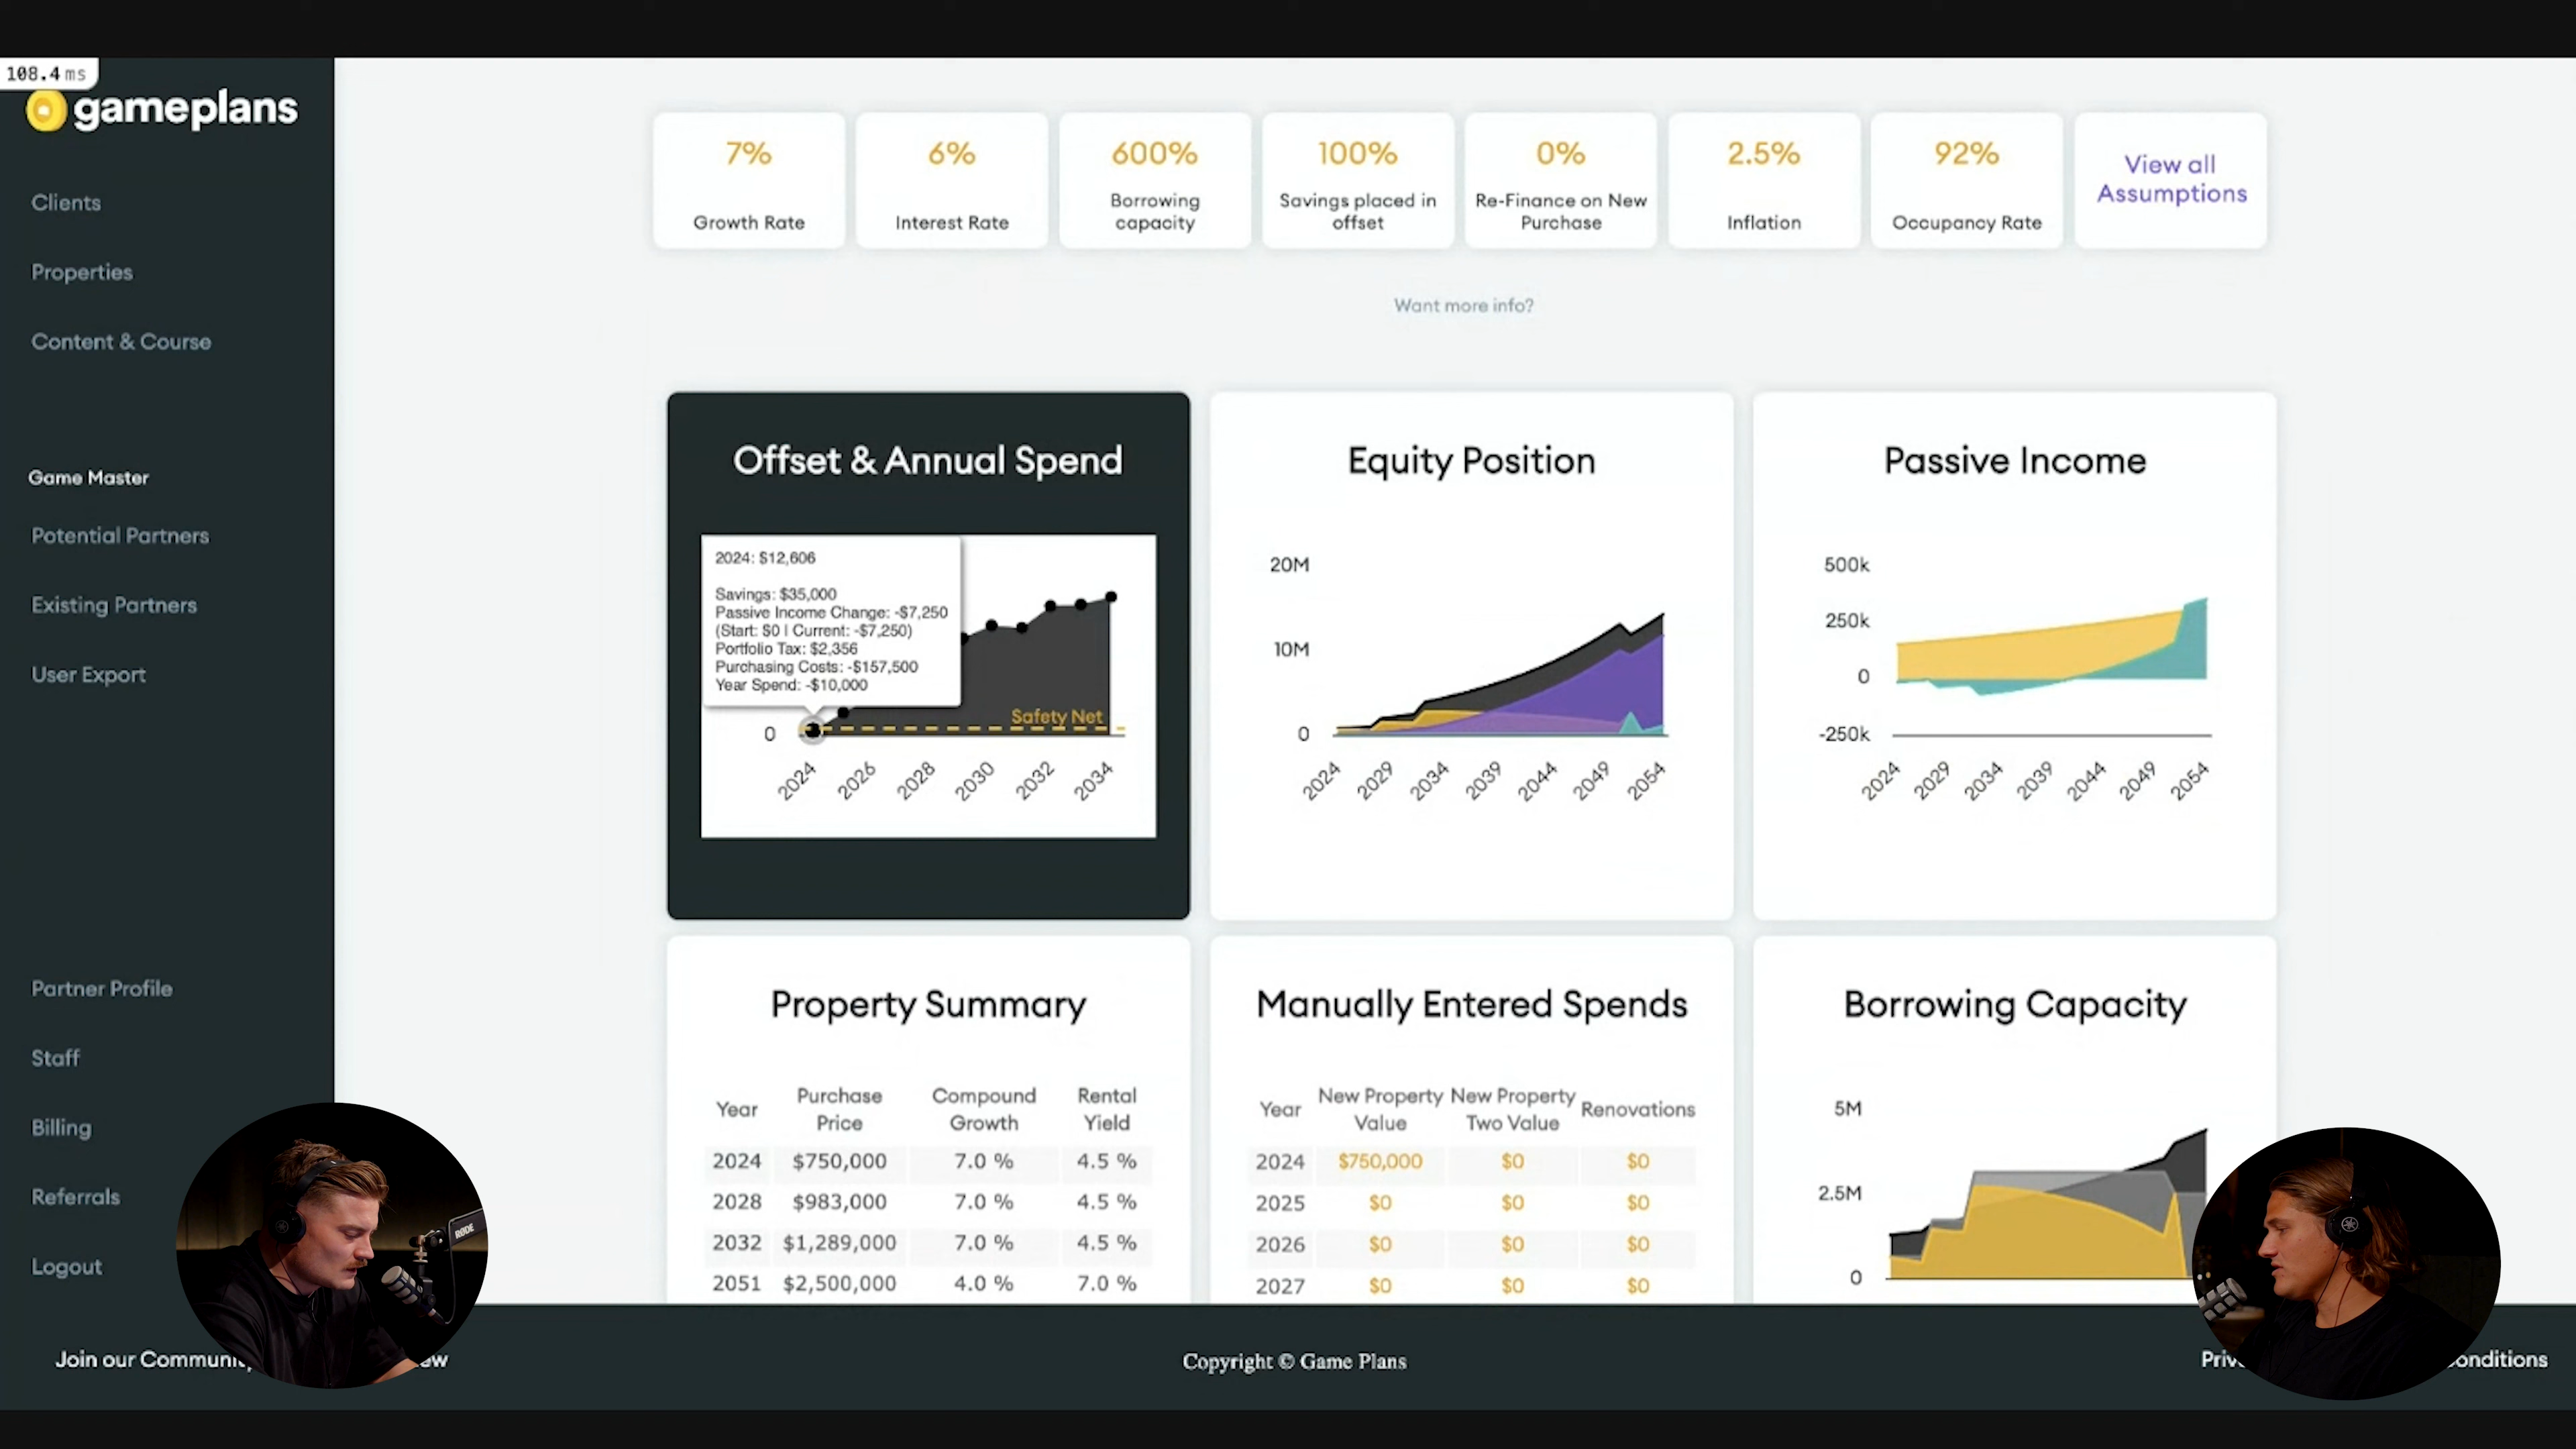 108.4 ms
gameplans
Clients
Properties
Content & Course
Game Master
Potential Partners
Existing Partners
User Export
Partner Profile
Staff
Billing
Referrals
Logout
7%
Growth Rate
6%
Interest Rate
600%
Borrowing
capacity
100%
Savings placed in
offset
0%
Re-Finance on New
Purchase
2.5%
Inflation
92%
Occupancy Rate
View all
Assumptions
Want more info?
Offset & Annual Spend
2024: $12,606
Savings: $35,000
Passive Income Change: -$7,250
(Start: $0 | Current: -$7,250)
Portfolio Tax: $2,356
Purchasing Costs: -$157,500
Year Spend: -$10,000
Safety Net
0
2024 2026 2028 2030 2032 2034
Equity Position
20M
10M
0
2024 2029 2034 2039 2044 2049 2054
Passive Income
500k
250k
0
-250k
2024 2029 2034 2039 2044 2049 2054
Property Summary
Year Purchase Price Compound Growth Rental Yield
2024 $750,000 7.0 % 4.5 %
2028 $983,000 7.0 % 4.5 %
2032 $1,289,000 7.0 % 4.5 %
2051 $2,500,000 4.0 % 7.0 %
Manually Entered Spends
Year New Property Value New Property Two Value Renovations
2024 $750,000 $0 $0
2025 $0 $0 $0
2026 $0 $0 $0
2027 $0 $0 $0
Borrowing Capacity
5M
2.5M
0
RØDE
Join our
Copyright © Game Plans